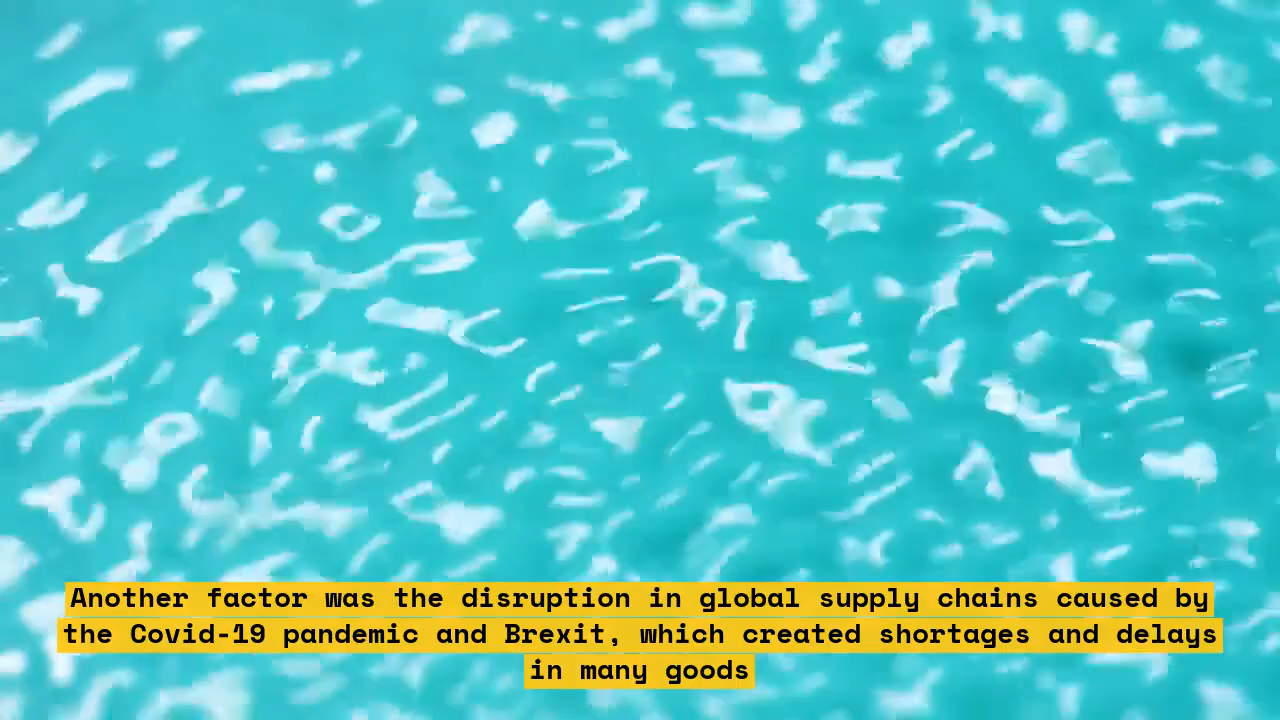 Another factor was the disruption in global supply chains caused by
the Covid-19 pandemic and Brexit, which created shortages and delays
in many goods